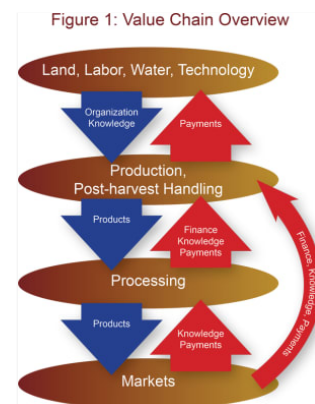 Figure 1: Value Chain Overview
Land, Labor, Water, Technology
Organization
Knowledge
Payments
Production,
Post-harvest Handling
Products
Finance
Knowledge
Payments
Finance, Knowledge, Payments
Processing
Products
Knowledge
Payments
Markets